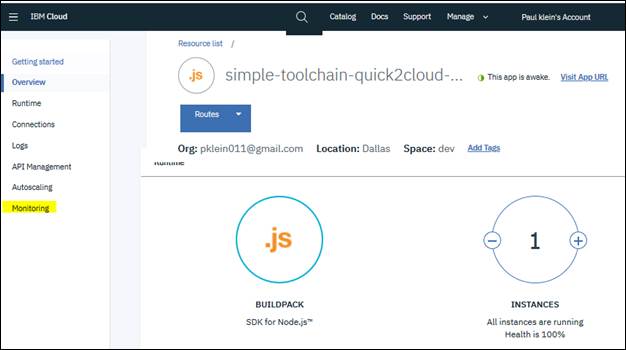 IBM Cloud
Catalog
Docs
Support
Manage
Paul klein's Account
Getting started
Overview
Runtime
Connections
Logs
API Management
Autoscaling
Monitoring
Resource list /
.js
simple-toolchain-quick2cloud-...
This app is awake.
Visit App URL
Routes
Org: pklein011@gmail.com Location: Dallas Space: dev Add Tags
Runtime
.js
BUILDPACK
SDK for Node.js™
1
INSTANCES
All instances are running
Health is 100%